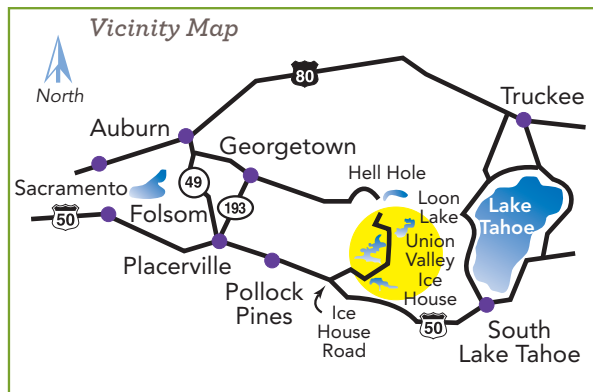 Vicinity Map
North
80
Truckee
Auburn
Georgetown
Hell Hole
49
193
Sacramento
Loon
Lake
Lake
Tahoe
50
Folsom
Union
Valley
Placerville
Ice
House
Pollock
Pines
Ice
House
Road
50
South
Lake Tahoe